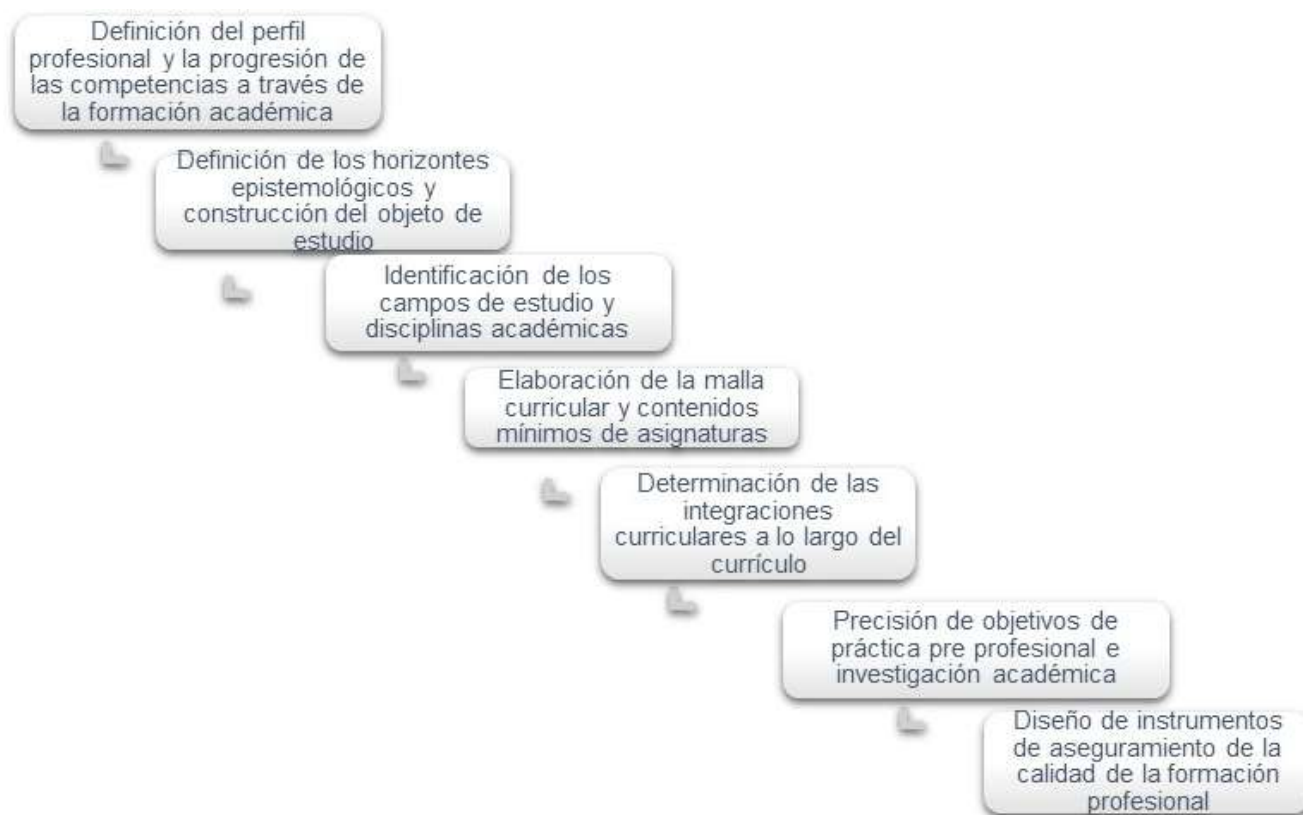 Definición del perfil
profesional y la progresión de
las competencias a través de
la formación académica
Definición de los horizontes
epistemológicos y
construcción del objeto de
estudio
Identificación de los
campos de estudio y
disciplinas académicas
Elaboración de la malla
curricular y contenidos
mínimos de asignaturas
Determinación de las
integraciones
curriculares a lo largo del
currículo
Precisión de objetivos de
práctica pre profesional e
investigación académica
Diseño de instrumentos
de aseguramiento de la
calidad de la formación
profesional